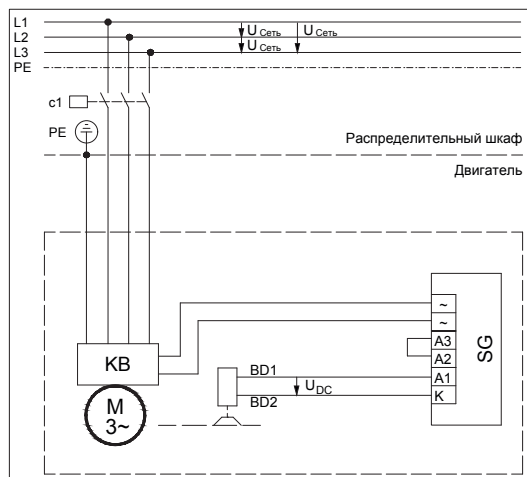 L1
L2
L3
PE
U Сеть
U Сеть
U Сеть
c1
PE
Распределительный шкаф
Двигатель
KB
M
3~
BD1
BD2
U DC
~
~
A3
A2
A1
K
SG